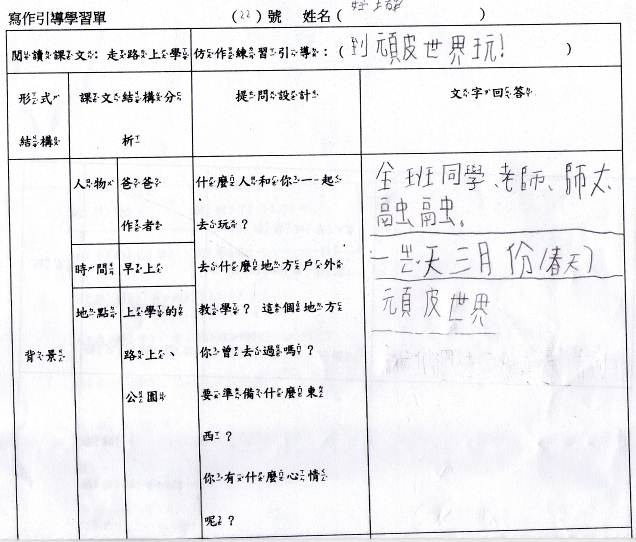 寫作引導學習單 (22)號 姓名( )
閱讀課文:走路上學 仿作練習引導:(到頑皮世界玩!)
形式 課文結構分 提問設計 文字回答
結構 析
人物 爸爸 什麼人和你一起 全班同學、老師、師丈、
作者 去玩? 融融。
時間 早上 去什麼地方戶外 一ㄓㄥˇ天 三月份(春天)
地點 上學的 教學? 這個地方 頑皮世界
背景 路上、 你曾去過嗎?
公園 要準備什麼東
西?
你有什麼心情
呢?